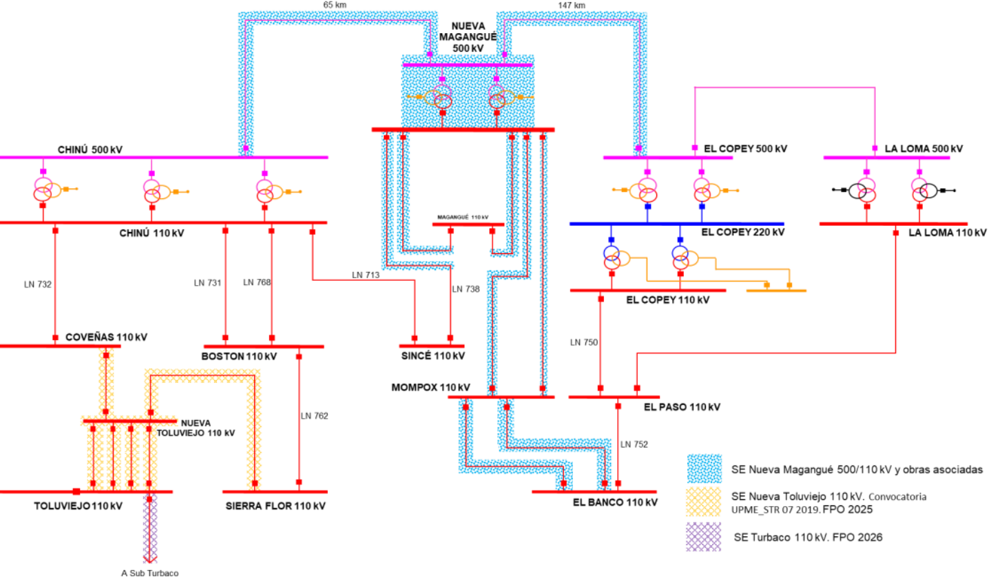 65 km
147 km
NUEVA
MAGANGUÉ
500 kV
CHINÚ 500 kV
EL COPEY 500 kV
LA LOMA 500 kV
MAGANGUÉ 110 kV
CHINÚ 110 kV
EL COPEY 220 kV
LA LOMA 110 kV
LN 732
LN 731
LN 768
LN 713
LN 738
EL COPEY 110 kV
COVEÑAS 110 kV
BOSTON 110 kV
SINCÉ 110 kV
LN 750
MOMPOX 110 kV
EL PASO 110 kV
NUEVA
TOLUVIEJO 110 kV
LN 762
LN 752
TOLUVIEJO 110 kV
SIERRA FLOR 110 kV
EL BANCO 110 kV
SE Nueva Magangué 500/110 kV y obras asociadas
SE Nueva Toluviejo 110 kV. Convocatoria
UPME_STR 07 2019. FPO 2025
SE Turbaco 110 kV. FPO 2026
A Sub Turbaco